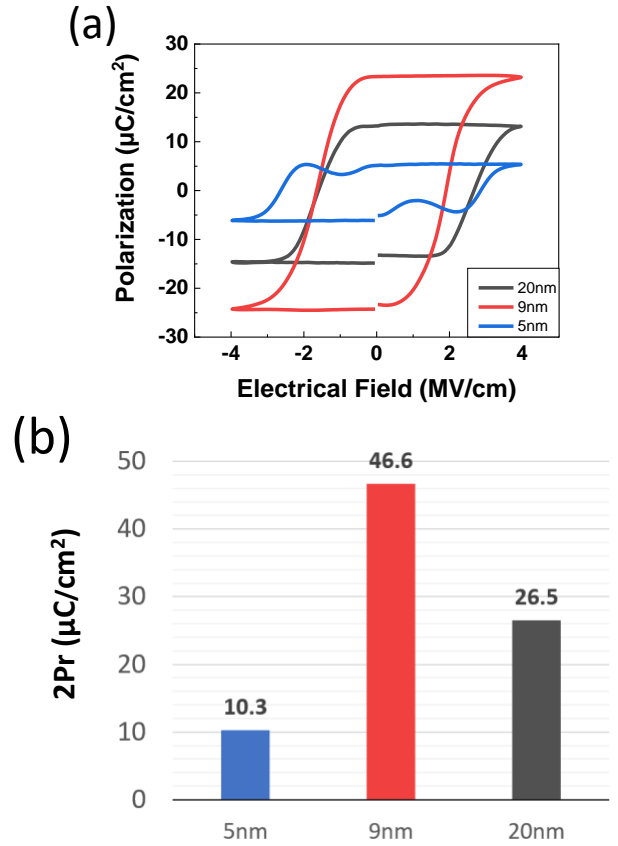 (a)
Polarization (µC/cm²)
30
20
10
0
-10
-20
-30
-4 -2 0 2 4
Electrical Field (MV/cm)
20nm
9nm
5nm
(b)
2Pr (µC/cm²)
50
40
30
20
10
0
10.3
46.6
26.5
5nm 9nm 20nm